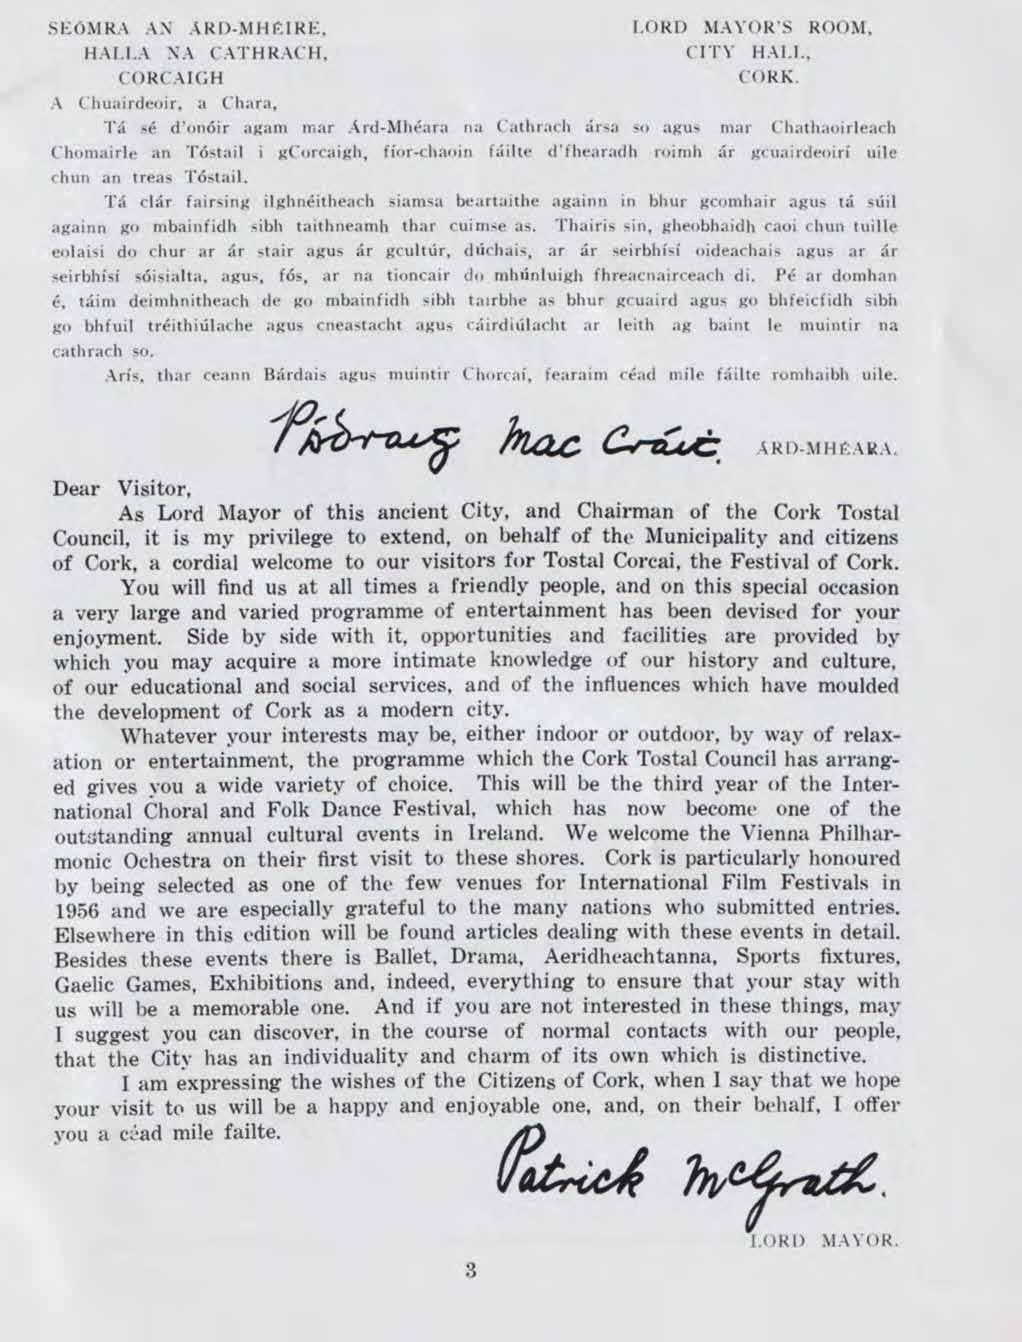 SEÓMRA AN ÁRD-MHÉIRE,
HALLA NA CATHRACH,
CORCAIGH
LORD MAYOR'S ROOM,
CITY HALL,
CORK.
A Chuairdeoir, a Chara,
Tá sé d'onóir agam mar Árd-Mhéara na Cathrach ársa so agus mar Chathaoirleach
Chomairle an Tóstail i gCorcaigh, fíor-chaoin fáilte d'fhearadh roimh ár gcuairdeoirí uile
chun an treas Tóstail.
Tá clár fairsing ilghnéitheach siamsa beartaithe againn in bhur gcomhair agus tá súil
againn go mbainfidh sibh taithneamh thar cuimse as. Thairis sin, gheobhaidh caoi chun tuille
eolaisi do chur ar ár stair agus ár gcultúr, dúchais, ar ár seirbhísí oideachais agus ar ár
seirbhísí sóisialta, agus, fós, ar na tioncair do mhúnluigh fhreacnairceach di. Pé ar domhan
é, táim deimhnitheach de go mbainfidh sibh tairbhe as bhur gcuaird agus go bhfeicfidh sibh
go bhfuil tréithiúlache agus cneastacht agus cáirdiúlacht ar leith ag baint le muintir na
cathrach so.
Arís, thar ceann Bárdais agus muintir Chorcaí, fearaim céad míle fáilte romhaibh uile.
Pádraig Mac Cráiṫ.
ÁRD-MHÉARA.
Dear Visitor,
As Lord Mayor of this ancient City, and Chairman of the Cork Tostal
Council, it is my privilege to extend, on behalf of the Municipality and citizens
of Cork, a cordial welcome to our visitors for Tostal Corcai, the Festival of Cork.
You will find us at all times a friendly people, and on this special occasion
a very large and varied programme of entertainment has been devised for your
enjoyment. Side by side with it, opportunities and facilities are provided by
which you may acquire a more intimate knowledge of our history and culture,
of our educational and social services, and of the influences which have moulded
the development of Cork as a modern city.
Whatever your interests may be, either indoor or outdoor, by way of relax-
ation or entertainment, the programme which the Cork Tostal Council has arrang-
ed gives you a wide variety of choice. This will be the third year of the Inter-
national Choral and Folk Dance Festival, which has now become one of the
outstanding annual cultural events in Ireland. We welcome the Vienna Philhar-
monic Ochestra on their first visit to these shores. Cork is particularly honoured
by being selected as one of the few venues for International Film Festivals in
1956 and we are especially grateful to the many nations who submitted entries.
Elsewhere in this edition will be found articles dealing with these events in detail.
Besides these events there is Ballet, Drama, Aeridheachtanna, Sports fixtures,
Gaelic Games, Exhibitions and, indeed, everything to ensure that your stay with
us will be a memorable one. And if you are not interested in these things, may
I suggest you can discover, in the course of normal contacts with our people,
that the City has an individuality and charm of its own which is distinctive.
I am expressing the wishes of the Citizens of Cork, when I say that we hope
your visit to us will be a happy and enjoyable one, and, on their behalf, I offer
you a céad mile failte.
Patrick McGrath.
LORD MAYOR.
3